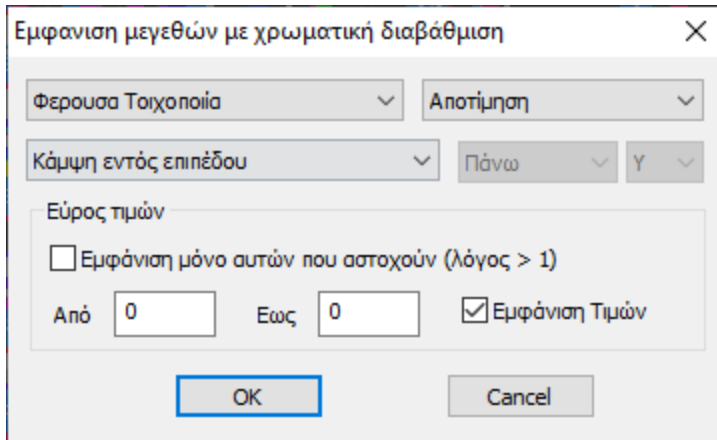 Εμφανιση μεγεθών με χρωματική διαβάθμιση
Φερουσα Τοιχοποιία Αποτίμηση
Κάμψη εντός επιπέδου Πάνω Y
Εύρος τιμών
Εμφάνιση μόνο αυτών που αστοχούν (λόγος > 1)
Από 0 Εως 0 Εμφάνιση Τιμών
OK Cancel